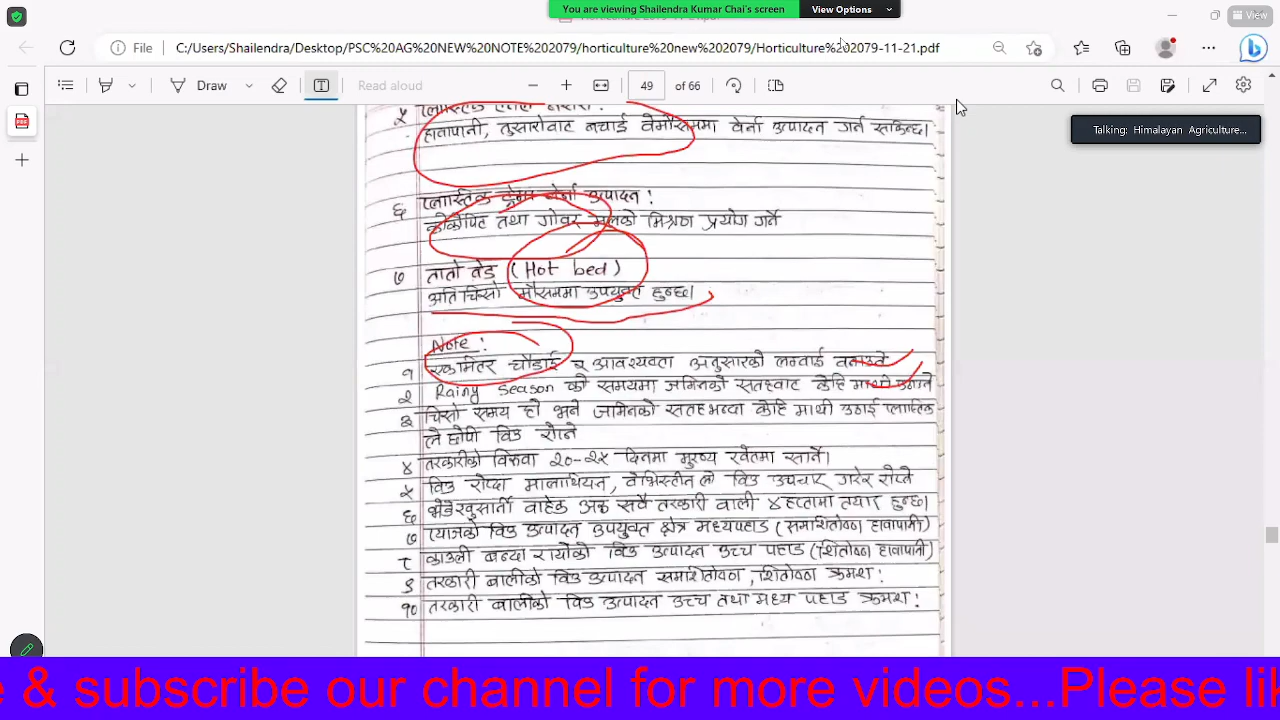 You are viewing Shailendra Kumar Chai's screen
View Options
View
File
C:/Users/Shailendra/Desktop/PSC%20AG%20NEW%20NOTE%202079/horticulture%20new%202079/Horticulture%202079-11-21.pdf
Draw
Read aloud
49 of 66
Talking: Himalayan Agriculture...
५ प्लास्टिक
हावापानी, तुसारोवाट बचाई वेमौसममा वेर्ना उत्पादन गर्न सकिन्छ।
६ प्लास्टिक वेर्ना उत्पादन :
कोकोपिट तथा गोबर मलको मिश्रण प्रयोग गर्ने
७ तातो बेड (Hot bed)
अति चिसो मौसममा उपयुक्त हुन्छ।
Note :
१ एकमिटर चौडाई र आवश्यक्ता अनुसारको लम्बाई बनाउने
२ Rainy season को समयमा जमिनको सतहवाट केहि माथी उठाउने
३ चिसो समय हो भने जमिनको सतहभन्दा केहि माथी उठाई प्लास्तिक
ले छोपी विउ रोप्ने
४ तरकारीको विरुवा २०-२५ दिनमा मुख्य खेतमा सार्ने।
५ विउ रोप्दा मालाथियन, वेभिस्तीन ले विउ उपचार गरेर रोप्ने
६ भेडेखुर्सानी वाहेक अरु सवै तरकारी वाली ४ हप्तामा तयार हुन्छ।
७ प्याजको विउ उत्पादन उपयुक्त क्षेत्र मध्यपहाड (समशितोष्ण हावापानी)
८ काउली बन्दा रायोको विउ उत्पादन उच्च पहाड (शितोष्ण हावापानी)
९ तरकारी बालीको विउ उत्पादन समशितोष्ण, शितोष्ण क्रमश :
१० तरकारी बालीको विउ उत्पादन उच्च तथा मध्य पहाड क्रमश :
e & subscribe our channel for more videos...Please lik